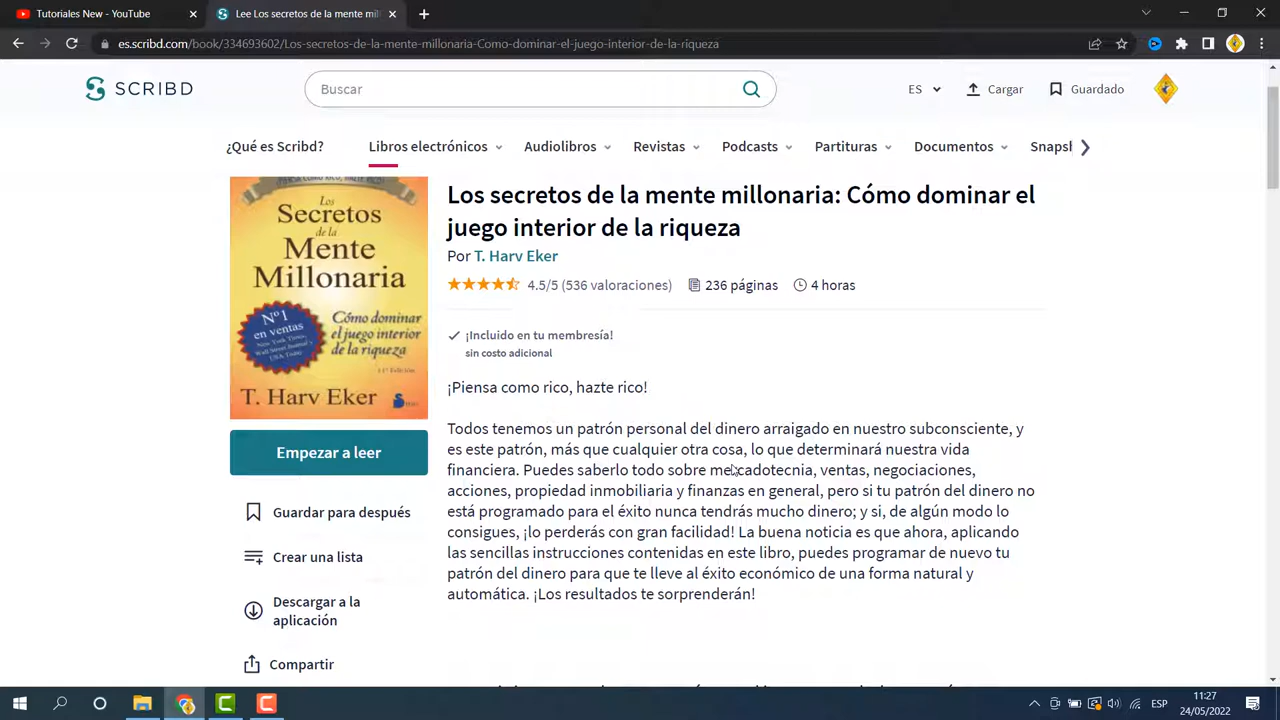 Tutoriales New - YouTube
Lee Los secretos de la mente mil
es.scribd.com/book/334693602/Los-secretos-de-la-mente-millonaria-Como-dominar-el-juego-interior-de-la-riqueza
SCRIBD
Buscar
ES
Cargar
Guardado
¿Qué es Scribd?
Libros electrónicos
Audiolibros
Revistas
Podcasts
Partituras
Documentos
Snapsl
Los
Secretos
de la
Mente
Millonaria
Nº1
en ventas
Cómo dominar
el juego interior
de la riqueza
T. Harv Eker
Los secretos de la mente millonaria: Cómo dominar el
juego interior de la riqueza
Por T. Harv Eker
4.5/5 (536 valoraciones)
236 páginas
4 horas
¡Incluido en tu membresía!
sin costo adicional
¡Piensa como rico, hazte rico!
Todos tenemos un patrón personal del dinero arraigado en nuestro subconsciente, y
es este patrón, más que cualquier otra cosa, lo que determinará nuestra vida
financiera. Puedes saberlo todo sobre mercadotecnia, ventas, negociaciones,
acciones, propiedad inmobiliaria y finanzas en general, pero si tu patrón del dinero no
está programado para el éxito nunca tendrás mucho dinero; y si, de algún modo lo
consigues, ¡lo perderás con gran facilidad! La buena noticia es que ahora, aplicando
las sencillas instrucciones contenidas en este libro, puedes programar de nuevo tu
patrón del dinero para que te lleve al éxito económico de una forma natural y
automática. ¡Los resultados te sorprenderán!
Empezar a leer
Guardar para después
Crear una lista
Descargar a la
aplicación
Compartir
ESP
11:27
24/05/2022